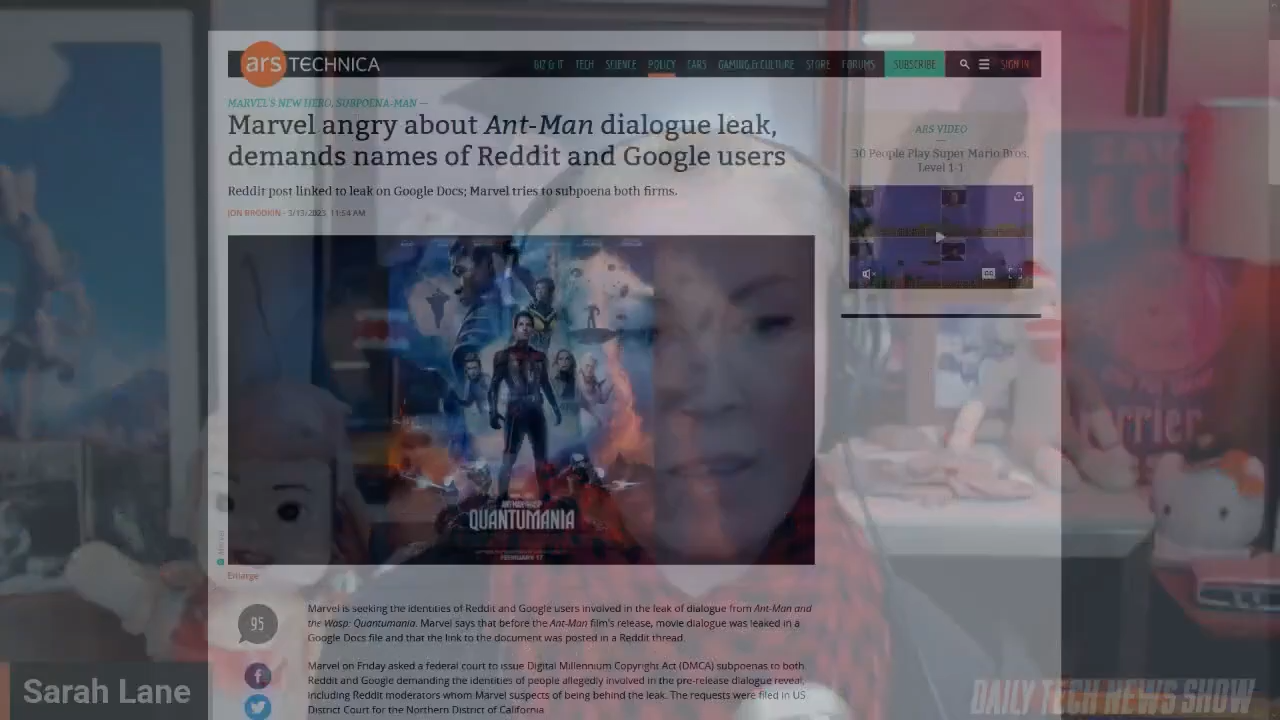 ars TECHNICA
BIZ & IT TECH SCIENCE POLICY CARS GAMING & CULTURE STORE FORUMS SUBSCRIBE SIGN IN
MARVEL'S NEW HERO, SUBPOENA-MAN —
Marvel angry about Ant-Man dialogue leak,
demands names of Reddit and Google users
Reddit post linked to leak on Google Docs; Marvel tries to subpoena both firms.
JON BRODKIN - 3/13/2023, 11:54 AM
ARS VIDEO
30 People Play Super Mario Bros.
Level 1-1
CC
QUANTUMANIA
FEBRUARY 17
Enlarge
95
Marvel is seeking the identities of Reddit and Google users involved in the leak of dialogue from Ant-Man and
the Wasp: Quantumania. Marvel says that before the Ant-Man film's release, movie dialogue was leaked in a
Google Docs file and that the link to the document was posted in a Reddit thread.
Marvel on Friday asked a federal court to issue Digital Millennium Copyright Act (DMCA) subpoenas to both
Reddit and Google demanding the identities of people allegedly involved in the pre-release dialogue reveal,
including Reddit moderators whom Marvel suspects of being behind the leak. The requests were filed in US
District Court for the Northern District of California.
Sarah Lane
DAILY TECH NEWS SHOW